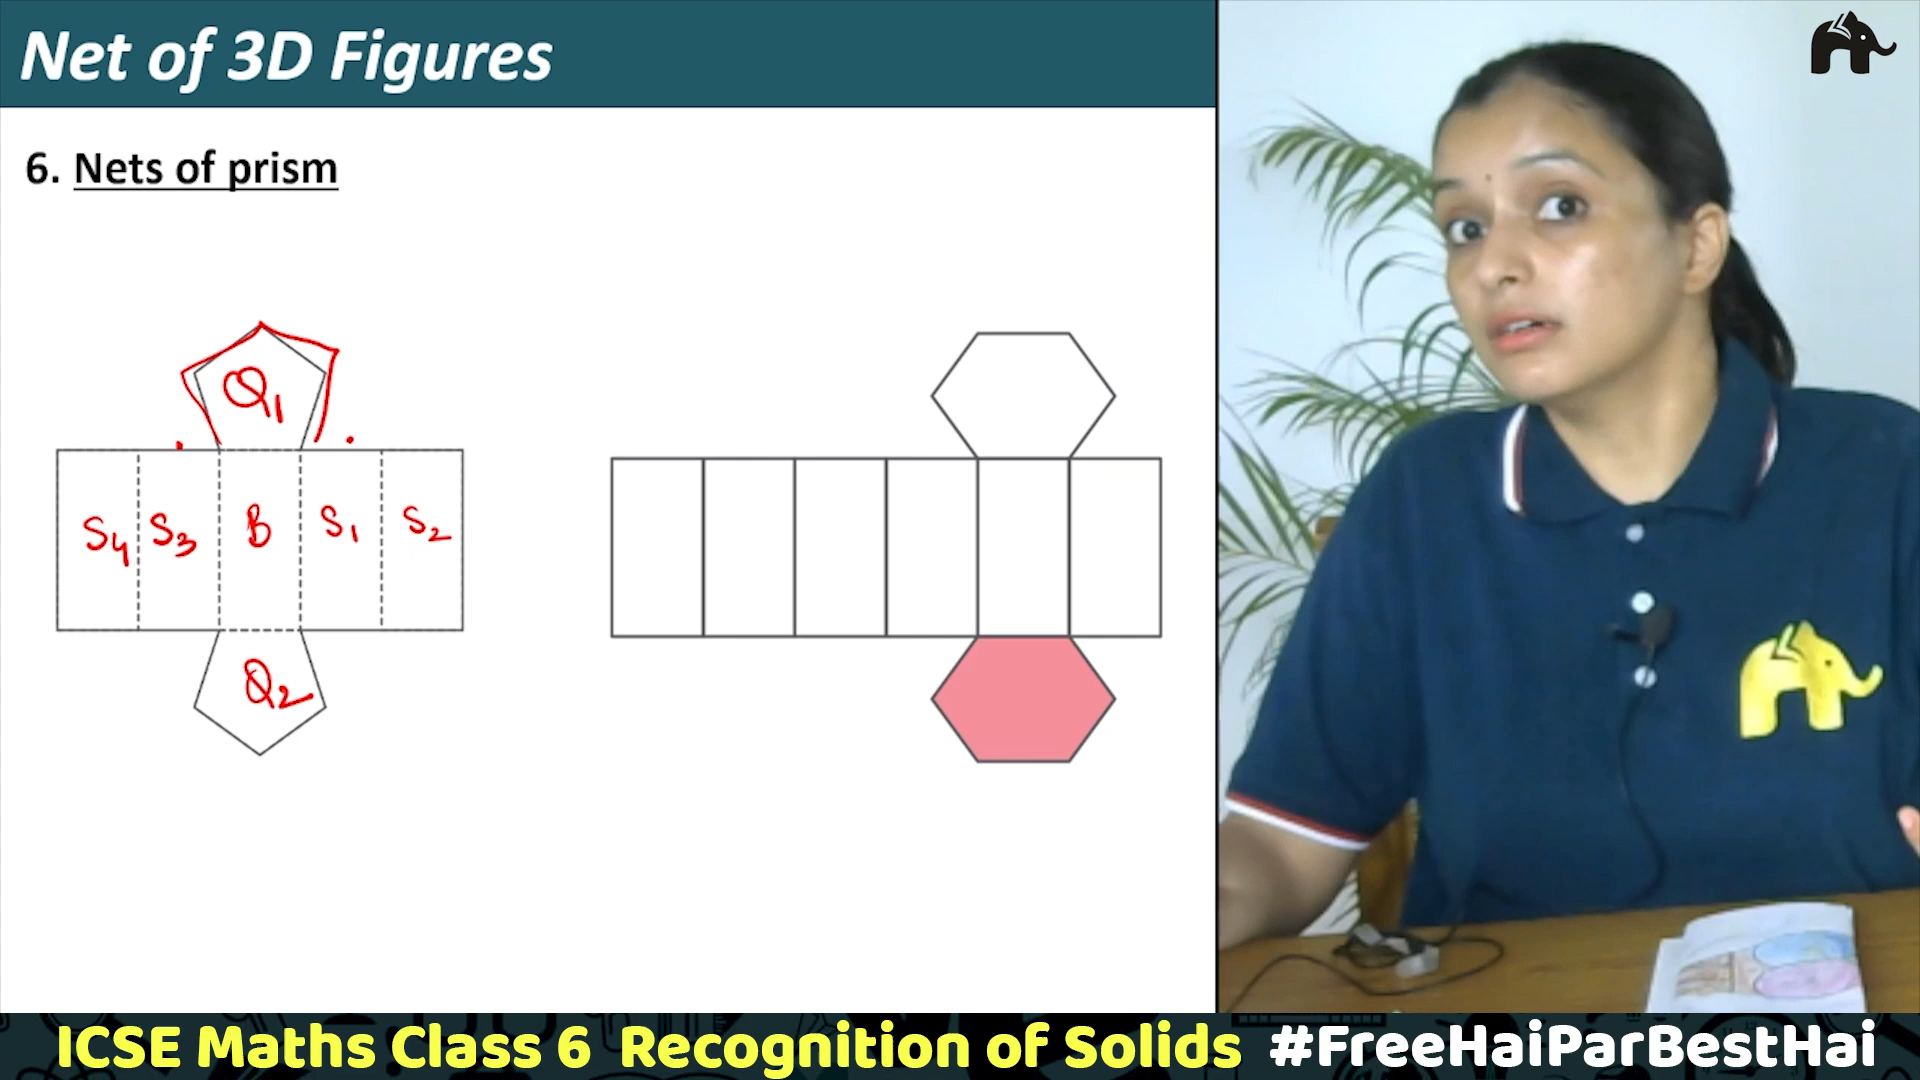 Net of 3D Figures
6. Nets of prism
Q1
S4 S3 B S1 S2
Q2
ICSE Maths Class 6 Recognition of Solids #FreeHaiParBestHai